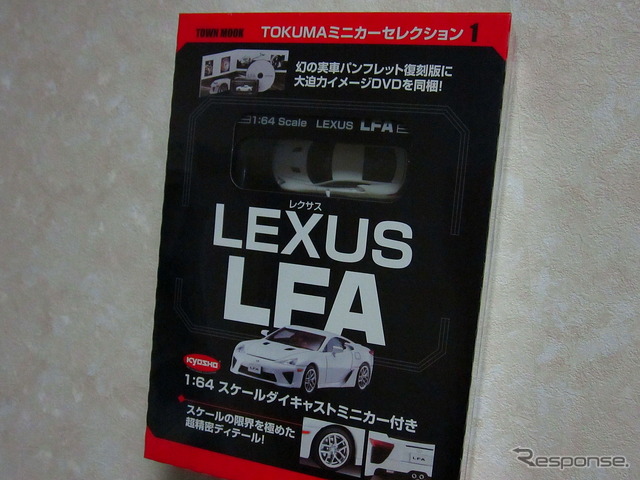 TOWN MOOK TOKUMAミニカーセレクション 1
幻の実車パンフレット復刻版に
大迫力イメージDVDを同梱!
1:64 Scale LEXUS LFA
レクサス
LEXUS
LFA
KYOSHO
1:64 スケールダイキャストミニカー付き
スケールの限界を極めた
超精密ディテール!
LFA
Response.